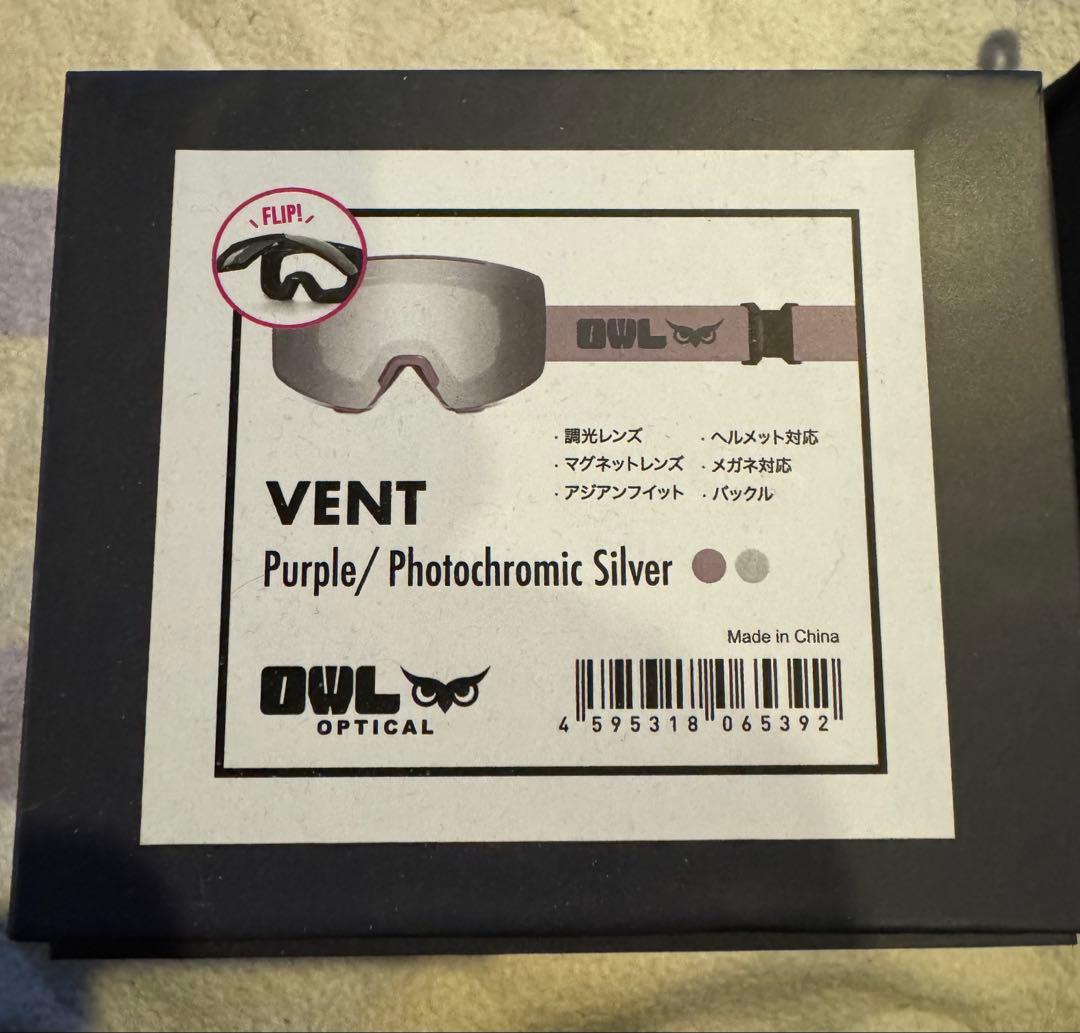 FLIP!
OWL
・調光レンズ ・ヘルメット対応
・マグネットレンズ ・メガネ対応
・アジアンフイット ・バックル
VENT
Purple/ Photochromic Silver
Made in China
OWL
OPTICAL
4 595318 065392